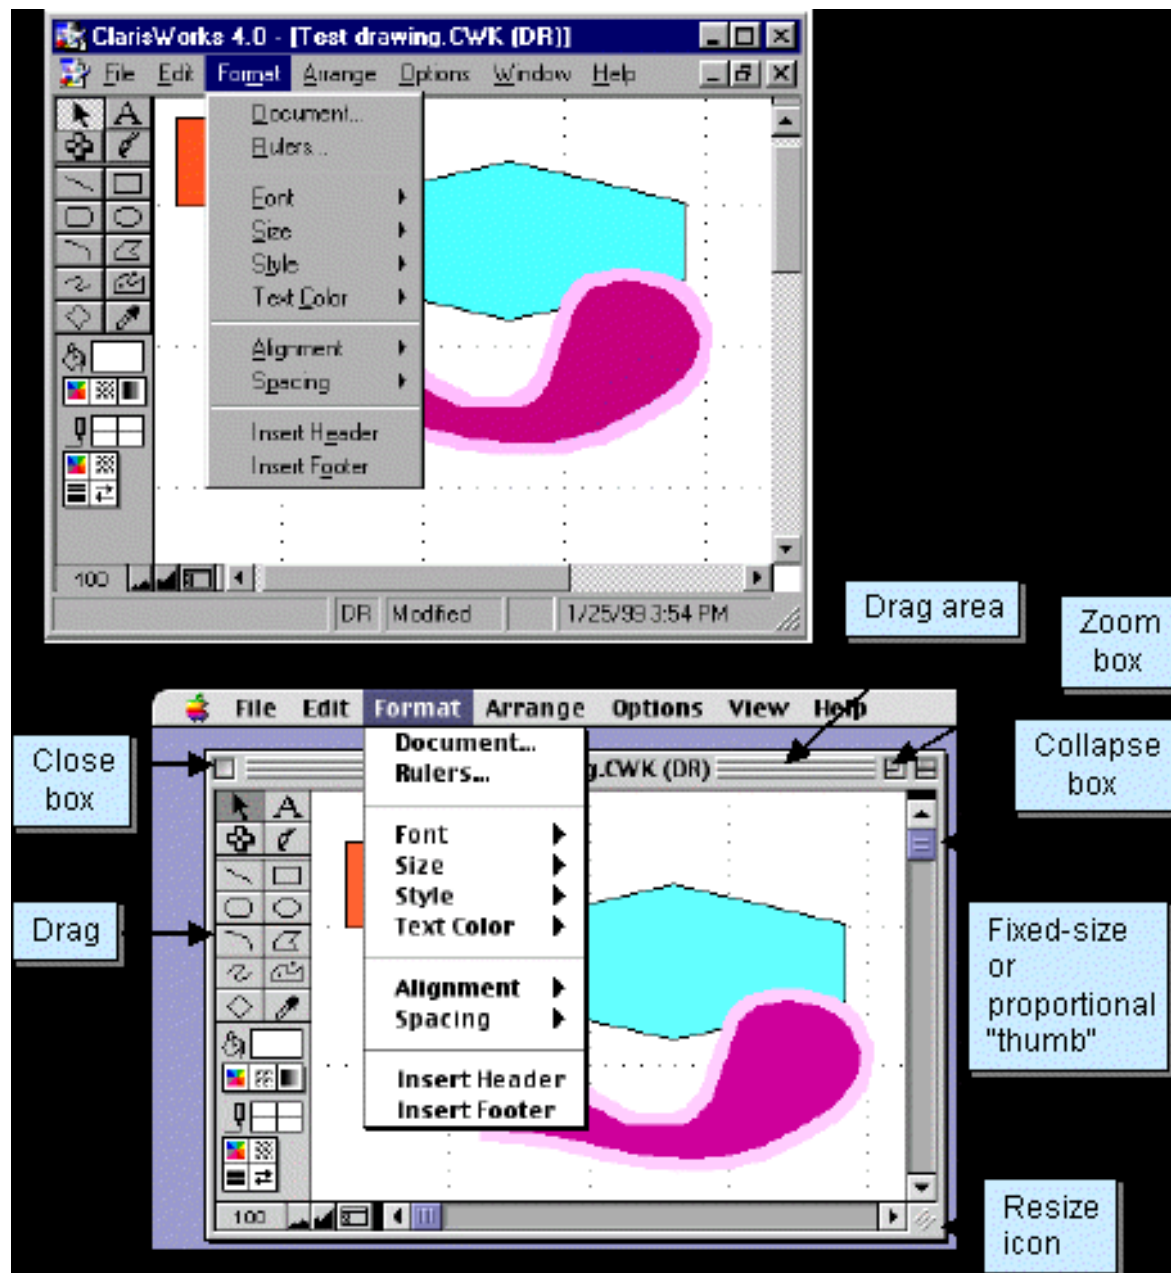 ClarisWorks 4.0 - [Test drawing.CWK (DR)]
File Edit Format Arrange Options Window Help
Document...
Rulers...
Font
Size
Style
Text Color
Alignment
Spacing
Insert Header
Insert Footer
100
DR Modified 1/25/99 3:54 PM
Drag area
Zoom
box
File Edit Format Arrange Options View Help
Close
box
Collapse
box
g.CWK (DR)
Document...
Rulers...
Font
Size
Style
Text Color
Alignment
Spacing
Insert Header
Insert Footer
Drag
Fixed-size
or
proportional
"thumb"
100
Resize
icon